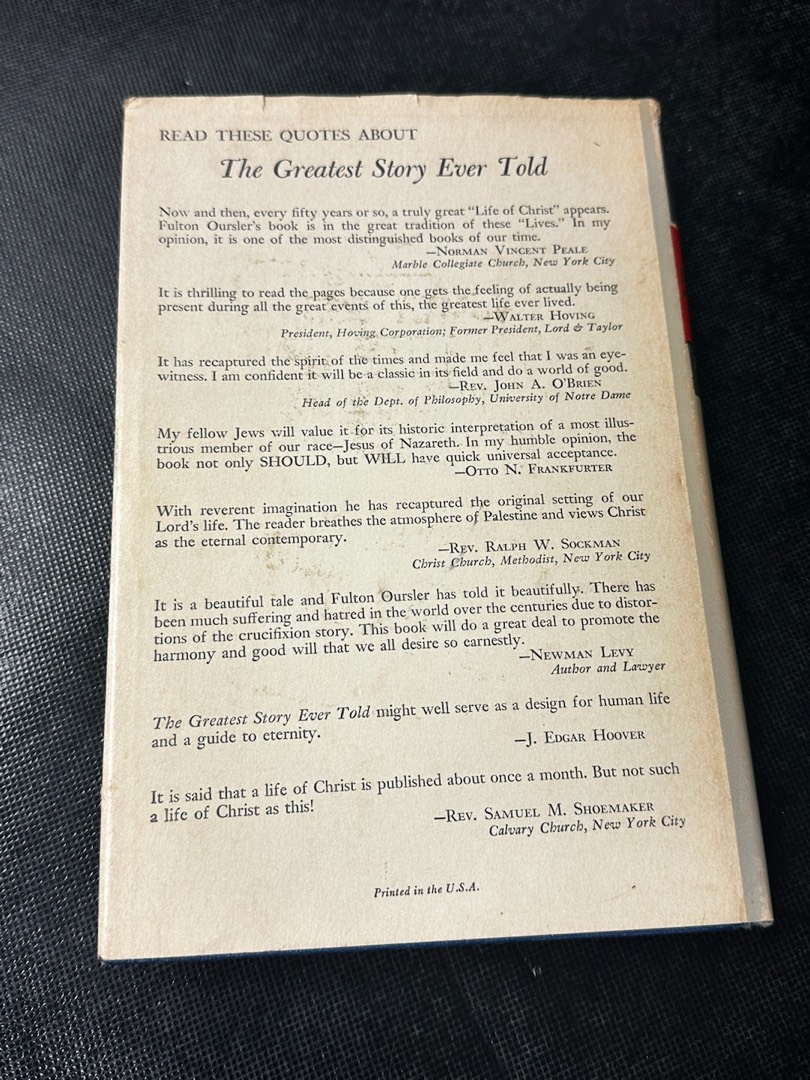 READ THESE QUOTES ABOUT
The Greatest Story Ever Told
Now and then, every fifty years or so, a truly great "Life of Christ" appears.
Fulton Oursler's book is in the great tradition of these "Lives." In my
opinion, it is one of the most distinguished books of our time.
—Norman Vincent Peale
Marble Collegiate Church, New York City
It is thrilling to read the pages because one gets the feeling of actually being
present during all the great events of this, the greatest life ever lived.
—Walter Hoving
President, Hoving Corporation; Former President, Lord & Taylor
It has recaptured the spirit of the times and made me feel that I was an eye-
witness. I am confident it will be a classic in its field and do a world of good.
—Rev. John A. O'Brien
Head of the Dept. of Philosophy, University of Notre Dame
My fellow Jews will value it for its historic interpretation of a most illus-
trious member of our race—Jesus of Nazareth. In my humble opinion, the
book not only SHOULD, but WILL have quick universal acceptance.
—Otto N. Frankfurter
With reverent imagination he has recaptured the original setting of our
Lord's life. The reader breathes the atmosphere of Palestine and views Christ
as the eternal contemporary.
—Rev. Ralph W. Sockman
Christ Church, Methodist, New York City
It is a beautiful tale and Fulton Oursler has told it beautifully. There has
been much suffering and hatred in the world over the centuries due to distor-
tions of the crucifixion story. This book will do a great deal to promote the
harmony and good will that we all desire so earnestly.
—Newman Levy
Author and Lawyer
The Greatest Story Ever Told might well serve as a design for human life
and a guide to eternity.
—J. Edgar Hoover
It is said that a life of Christ is published about once a month. But not such
a life of Christ as this!
—Rev. Samuel M. Shoemaker
Calvary Church, New York City
Printed in the U.S.A.